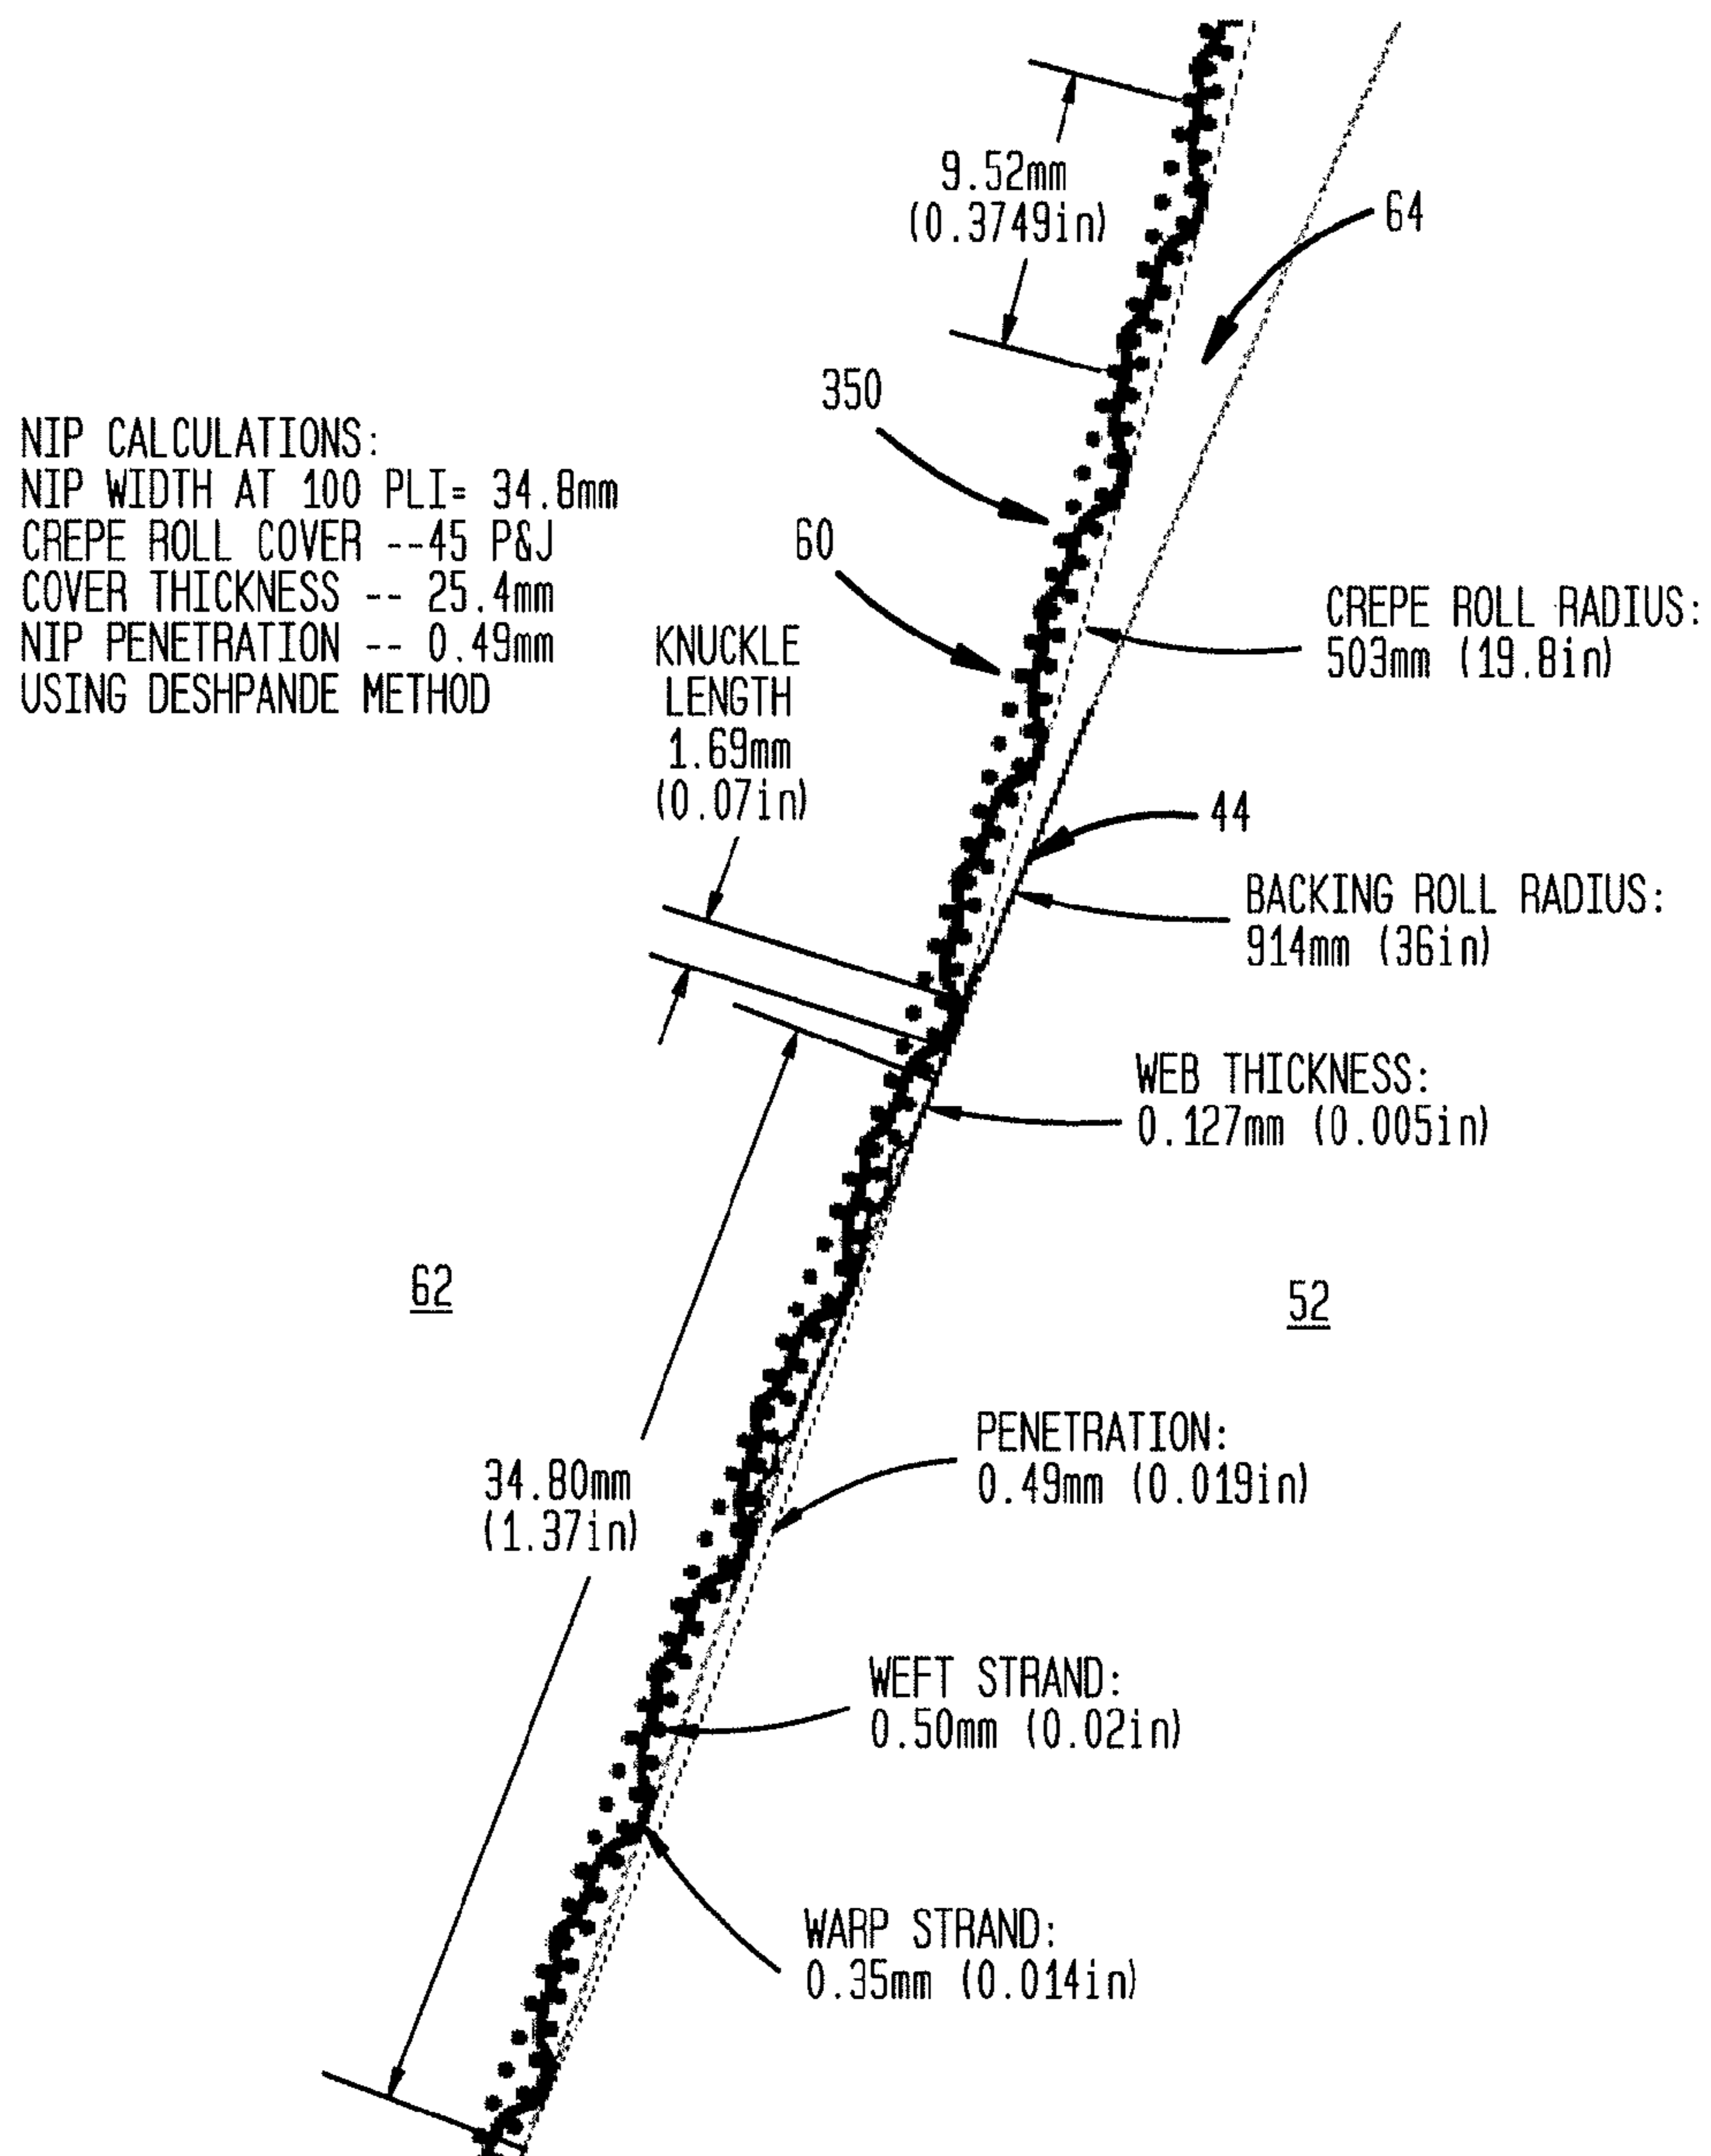 9.52mm
(0.3749in)
64
350
NIP CALCULATIONS:
NIP WIDTH AT 100 PLI= 34.8mm
CREPE ROLL COVER --45 P&J
COVER THICKNESS -- 25.4mm
NIP PENETRATION -- 0.49mm
USING DESHPANDE METHOD
60
CREPE ROLL RADIUS:
503mm (19.8in)
KNUCKLE
LENGTH
1.69mm
(0.07in)
44
BACKING ROLL RADIUS:
914mm (36in)
WEB THICKNESS:
0.127mm (0.005in)
62
52
PENETRATION:
0.49mm (0.019in)
34.80mm
(1.37in)
WEFT STRAND:
0.50mm (0.02in)
WARP STRAND:
0.35mm (0.014in)